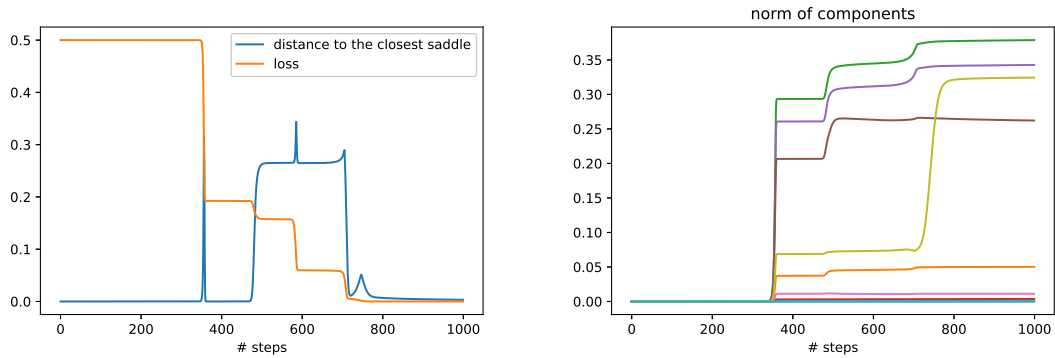 norm of components
distance to the closest saddle
loss
0.5
0.4
0.3
0.2
0.1
0.0
0 200 400 600 800 1000
# steps
0.35
0.30
0.25
0.20
0.15
0.10
0.05
0.00
0 200 400 600 800 1000
# steps